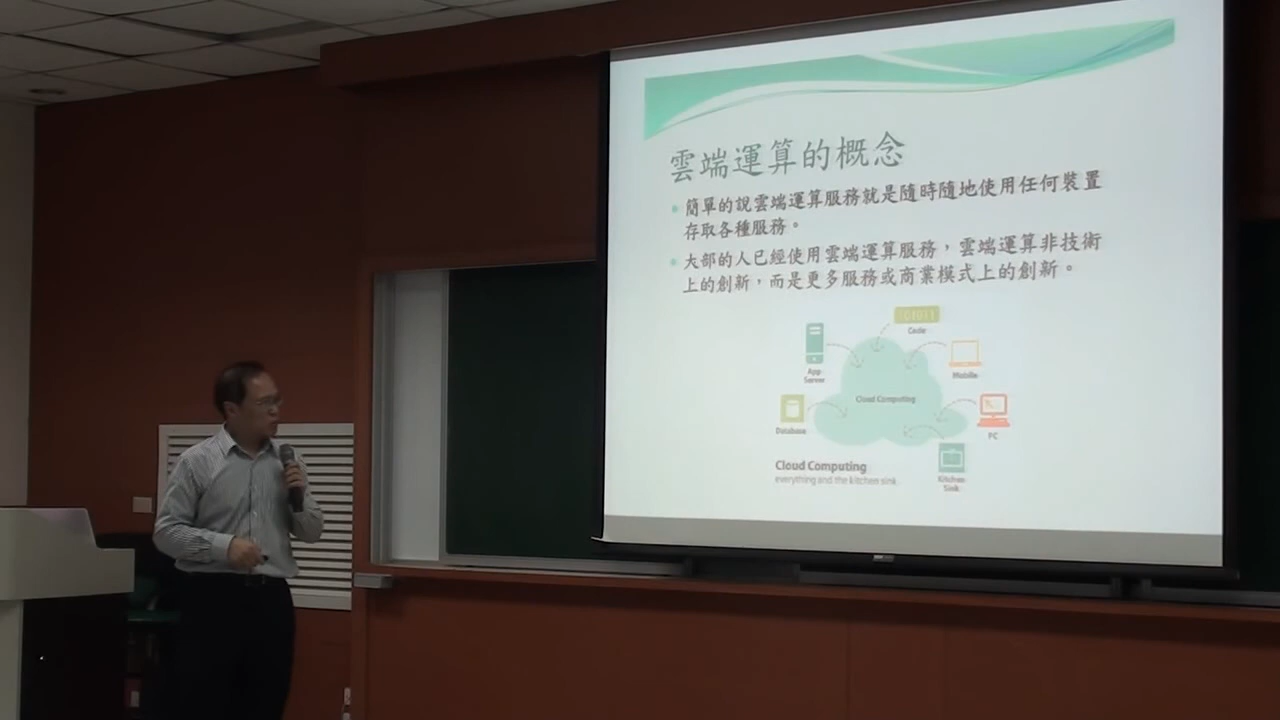 雲端運算的概念
簡單的說雲端運算服務就是隨時隨地使用任何裝置
存取各種服務。
大部的人已經使用雲端運算服務，雲端運算非技術
上的創新，而是更多服務或商業模式上的創新。
Code
App
Server
Mobile
Cloud Computing
Database
PC
Cloud Computing
everything and the kitchen sink
Kitchen
Sink